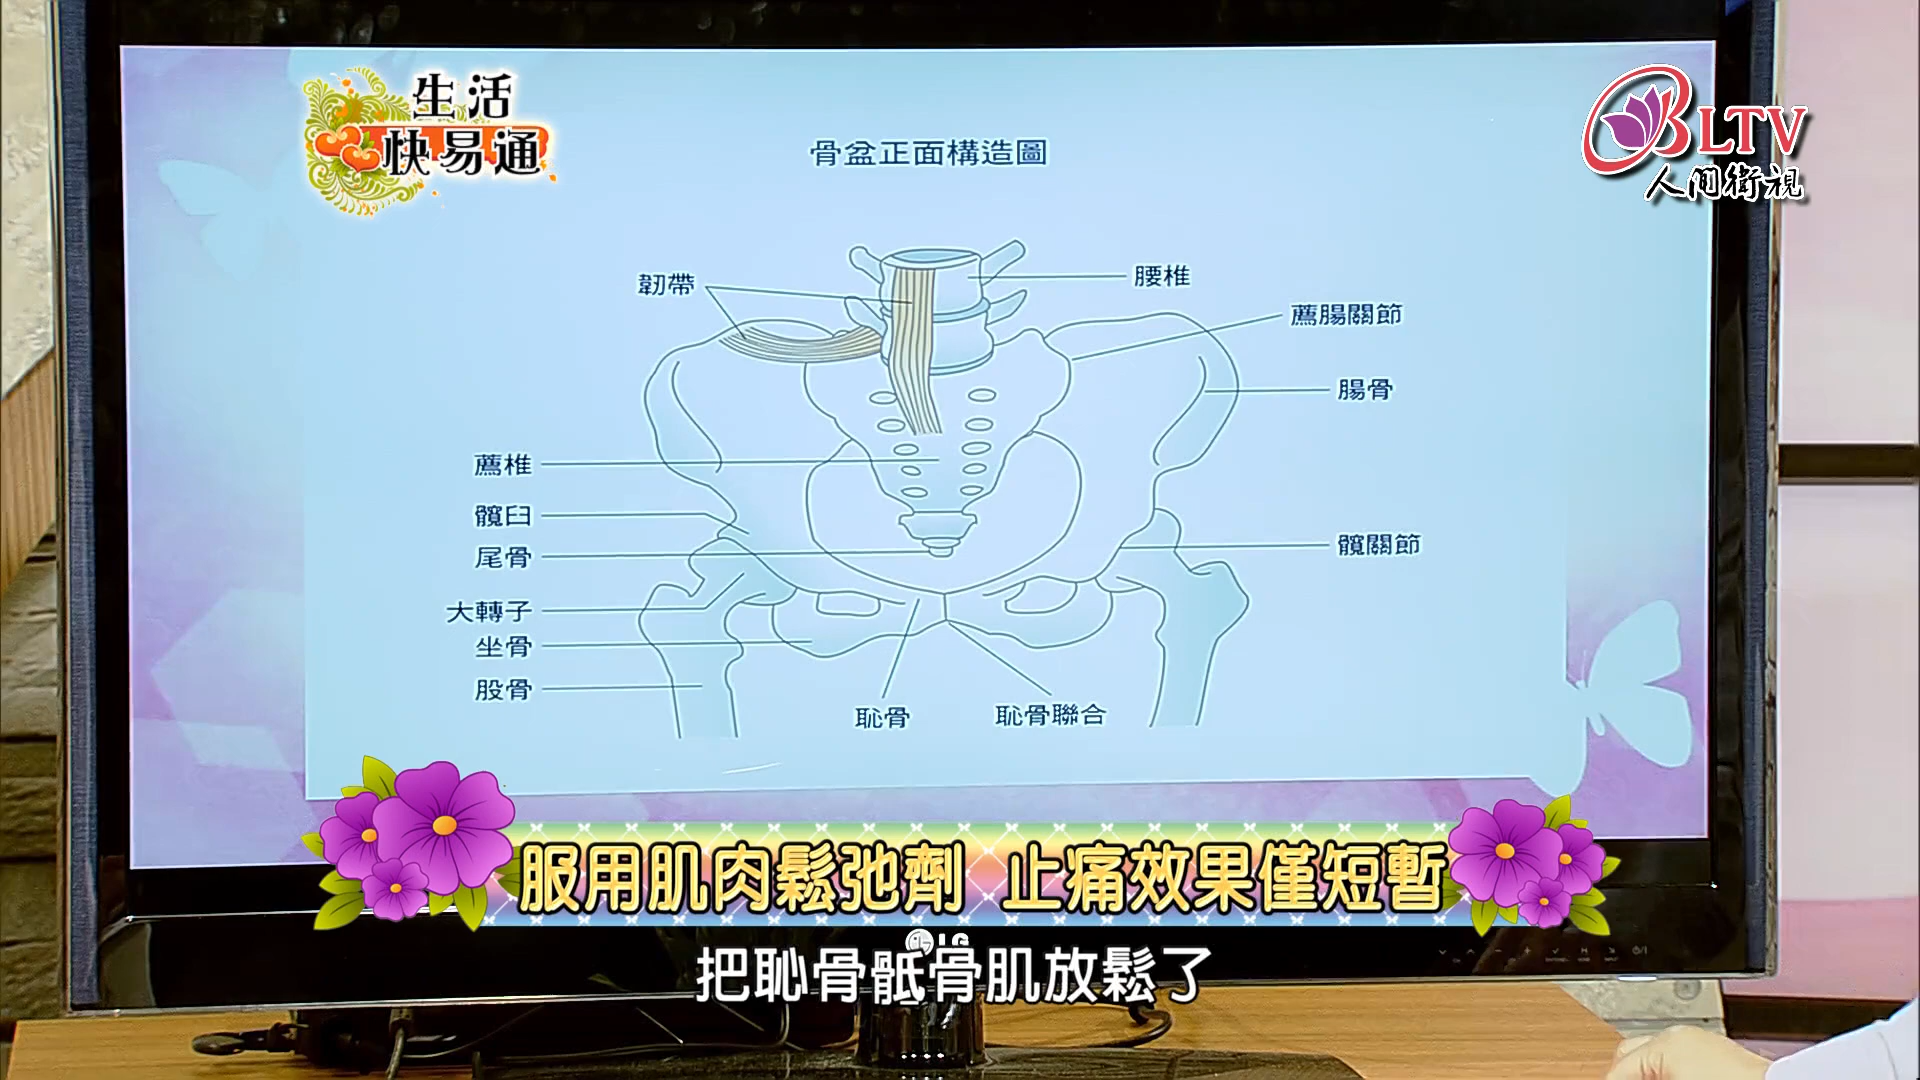 生活
快易通
BLTV
人間衛視
骨盆正面構造圖
韌帶
腰椎
薦腸關節
腸骨
薦椎
髖臼
尾骨
髖關節
大轉子
坐骨
股骨
恥骨
恥骨聯合
服用肌肉鬆弛劑 止痛效果僅短暫
LG
把恥骨骶骨肌放鬆了